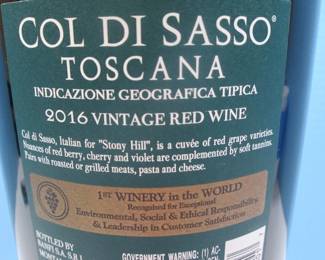 COL DI SASSO®
TOSCANA
INDICAZIONE GEOGRAFICA TIPICA
2016 VINTAGE RED WINE
Col di Sasso, Italian for "Stony Hill", is a cuvée of red grape varieties.
Nuances of red berry, cherry and violet are complemented by soft tannins.
Pairs with roasted or grilled meats, pasta and cheese.
1ST WINERY in the WORLD
Recognized for Exceptional
Environmental, Social & Ethical Responsibility,
& Leadership in Customer Satisfaction
BOTTLED BY
BANFI S.A. S.R.L.
GOVERNMENT WARNING: (1) AC-